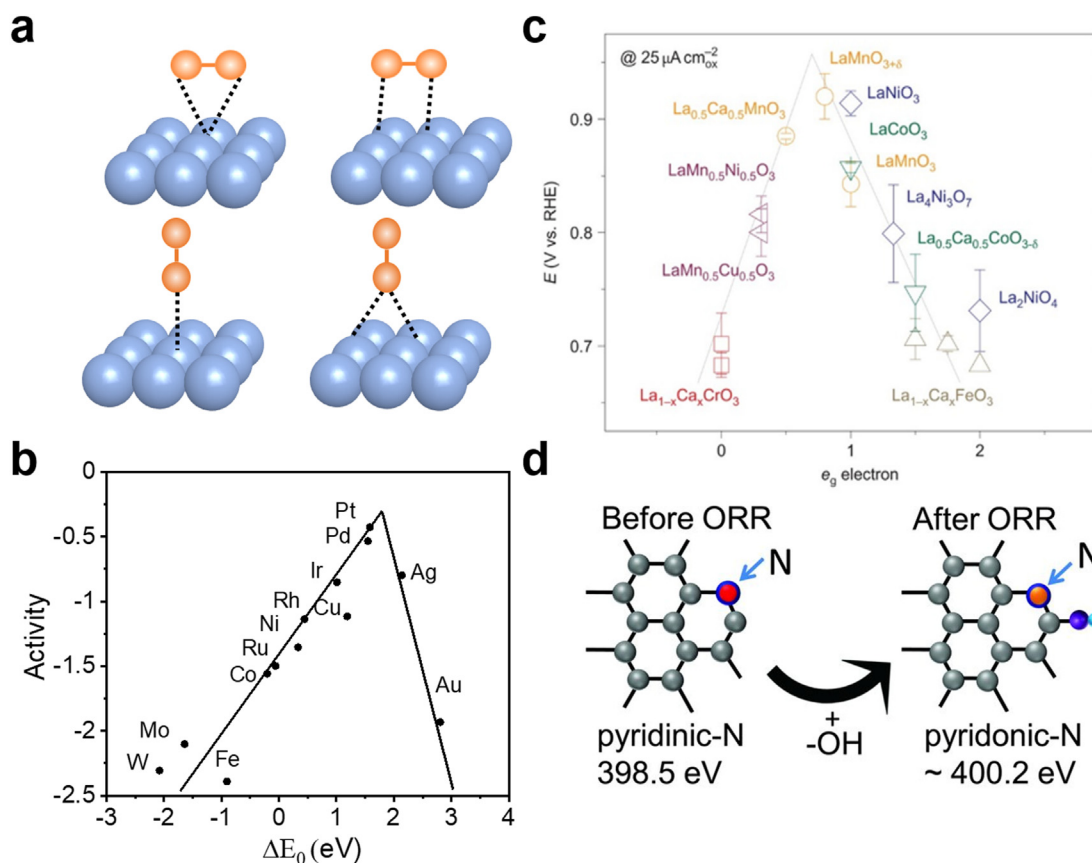 a
b
Activity
0
-0.5
-1.0
-1.5
-2.0
-2.5
Pt
Pd
Ir
Rh
Cu
Ni
Ru
Co
Mo
W
Fe
Ag
Au
-3 -2 -1 0 1 2 3 4
ΔE₀ (eV)
c
@ 25 μA cm⁻²ₒₓ
E (V vs. RHE)
0.9
0.8
0.7
LaMnO₃₊δ
LaNiO₃
La₀.₅Ca₀.₅MnO₃
LaCoO₃
LaMnO₃
LaMn₀.₅Ni₀.₅O₃
La₄Ni₃O₇
La₀.₅Ca₀.₅CoO₃₋δ
LaMn₀.₅Cu₀.₅O₃
La₂NiO₄
La₁₋ₓCaₓCrO₃
La₁₋ₓCaₓFeO₃
0 1 2
e_g electron
d
Before ORR
After ORR
N
N
+
-OH
pyridinic-N
398.5 eV
pyridonic-N
~ 400.2 eV